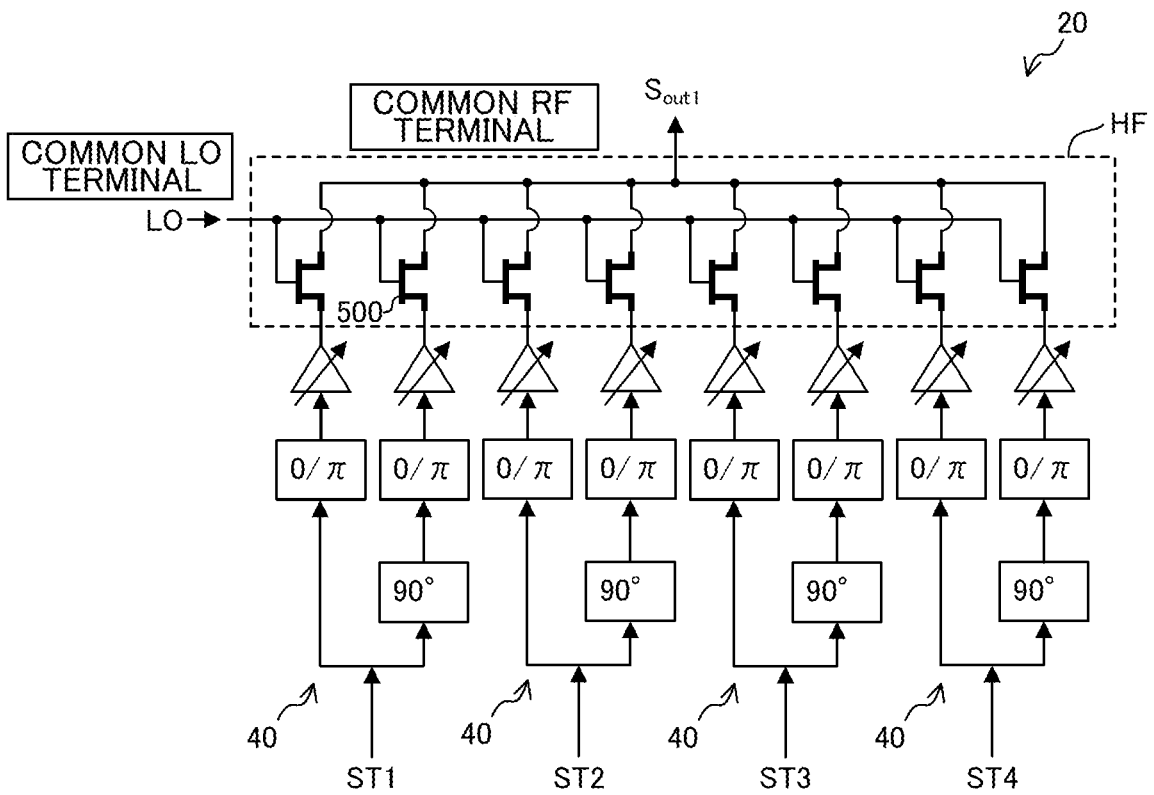 20
COMMON RF
TERMINAL
Sout1
HF
COMMON LO
TERMINAL
LO
500
0/π 0/π 0/π 0/π 0/π 0/π 0/π 0/π
90° 90° 90° 90°
40 40 40 40
ST1 ST2 ST3 ST4